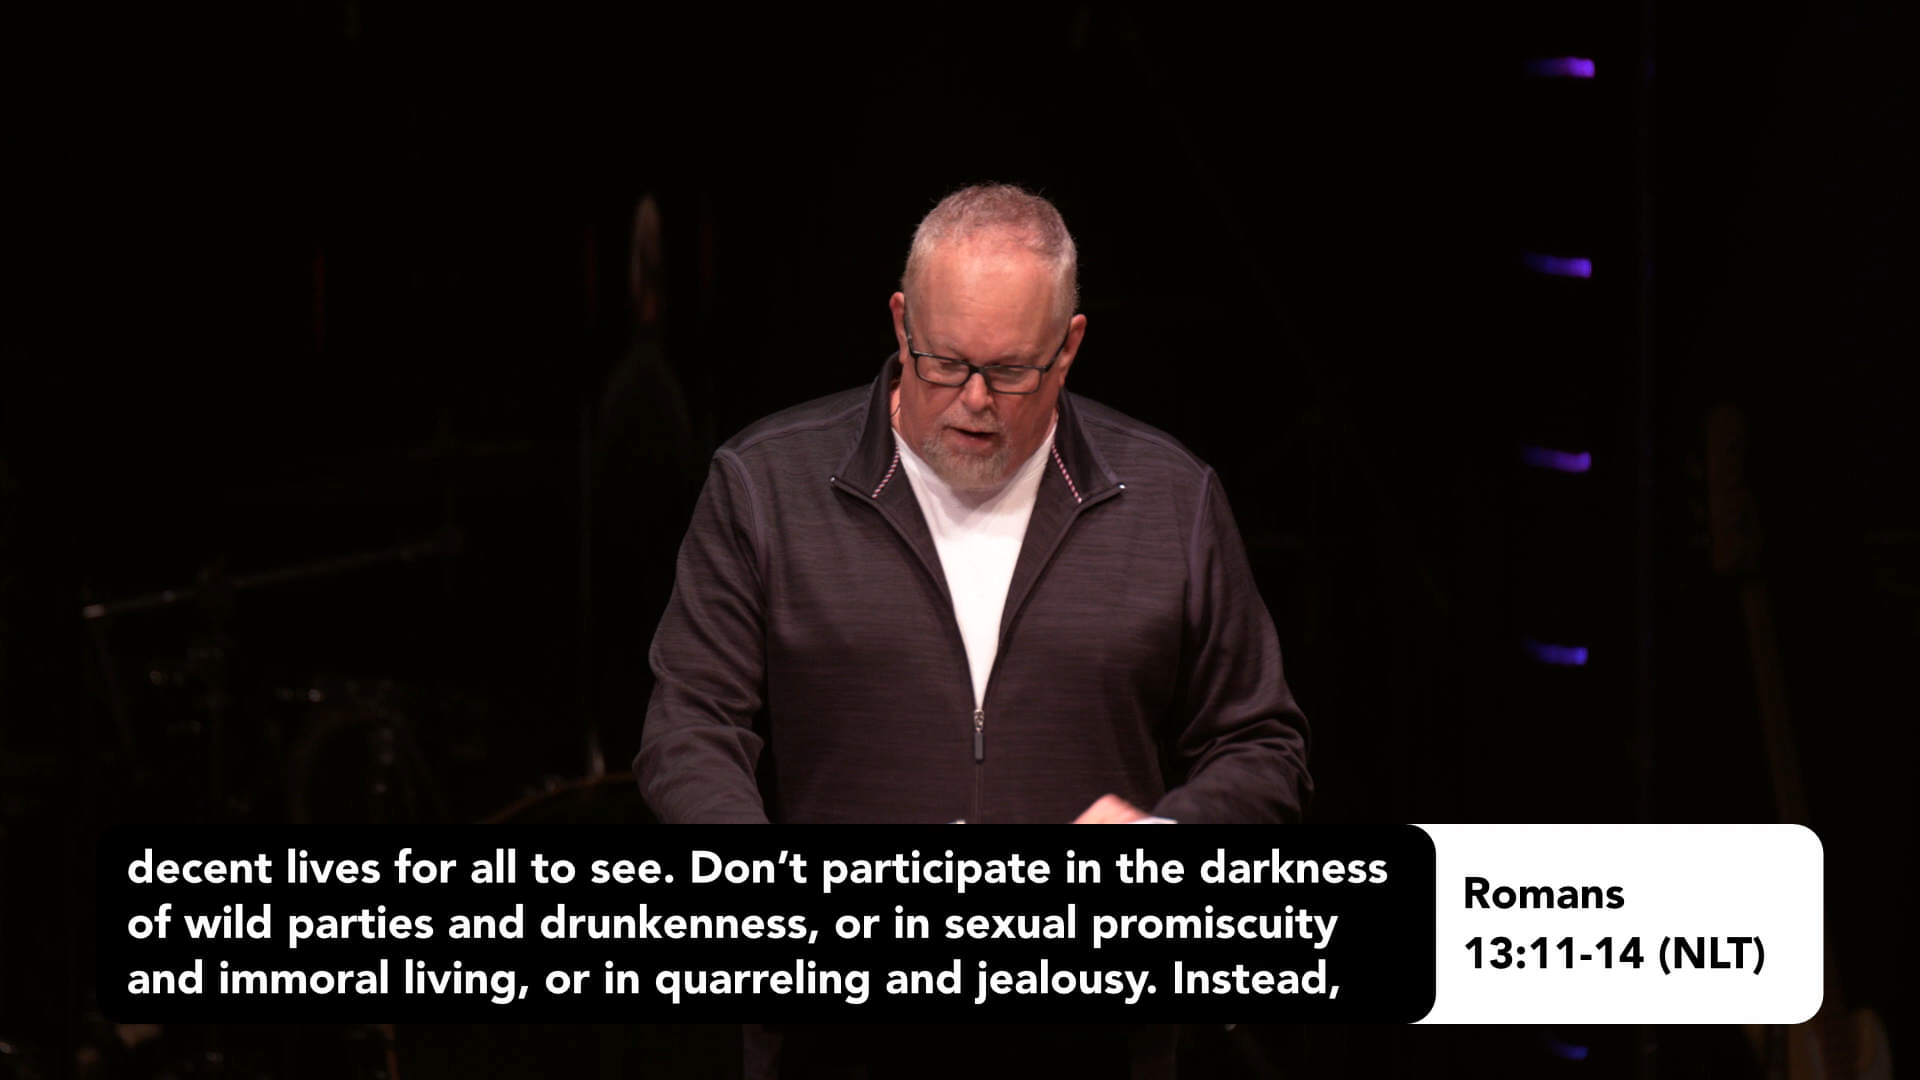 decent lives for all to see. Don’t participate in the darkness
of wild parties and drunkenness, or in sexual promiscuity
and immoral living, or in quarreling and jealousy. Instead,
Romans
13:11-14 (NLT)